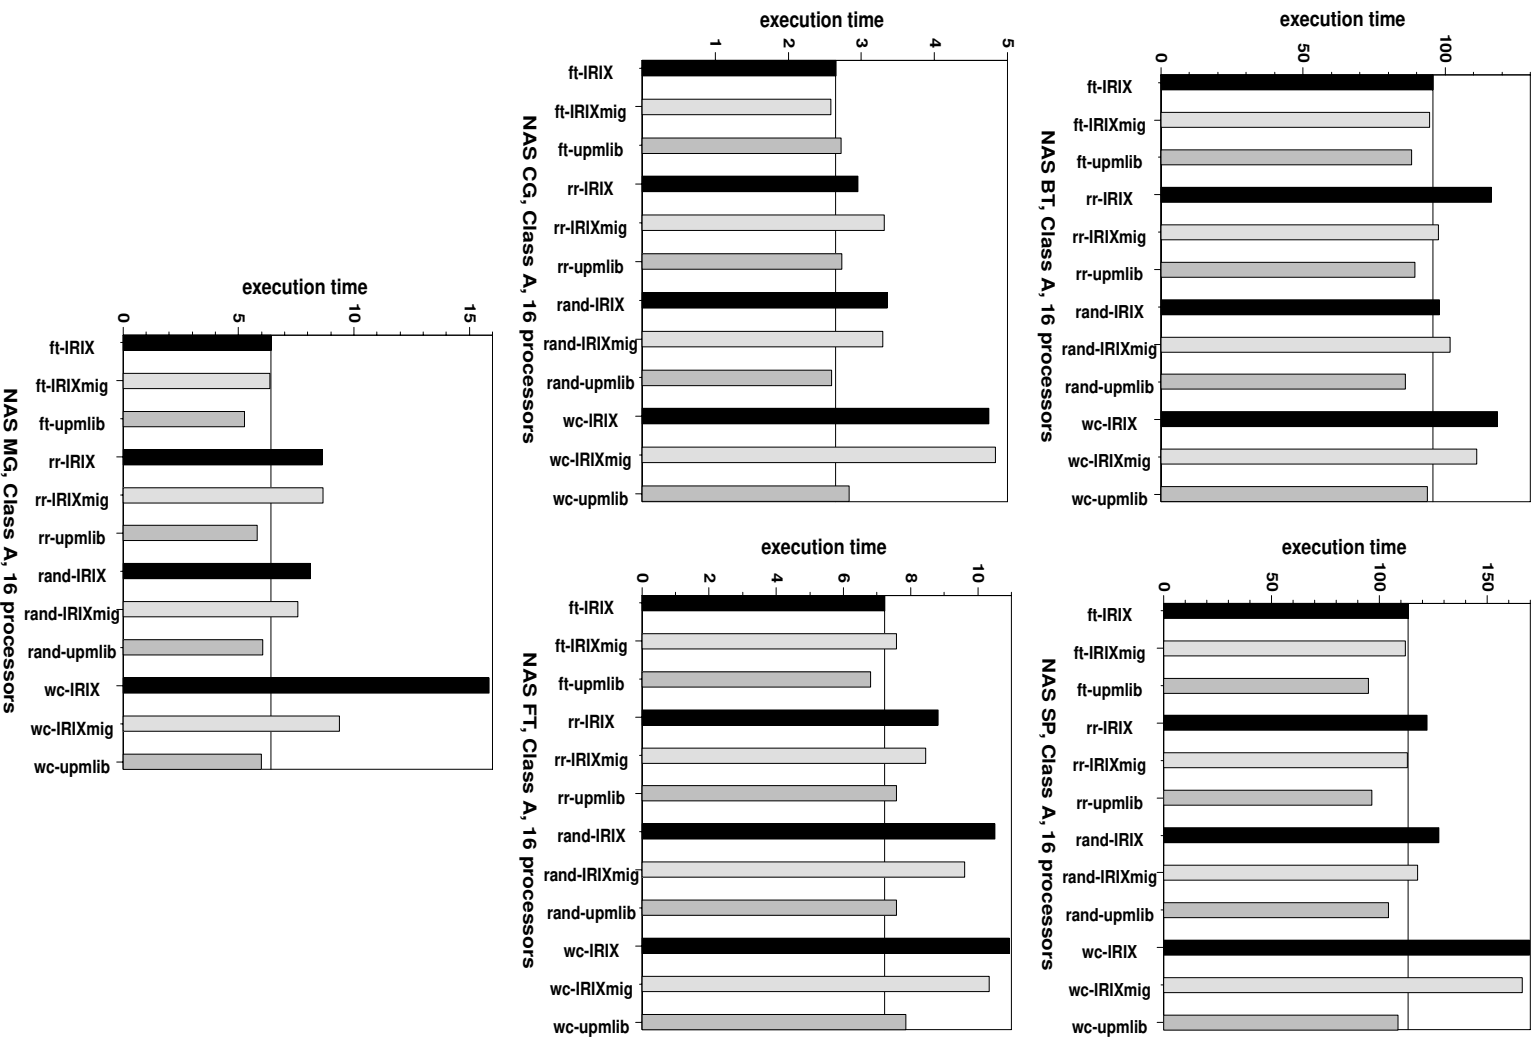 execution time
0
50
100
ft-IRIX
ft-IRIXmig
ft-upmlib
rr-IRIX
rr-IRIXmig
rr-upmlib
rand-IRIX
rand-IRIXmig
rand-upmlib
wc-IRIX
wc-IRIXmig
wc-upmlib
NAS BT, Class A, 16 processors
execution time
0
50
100
150
ft-IRIX
ft-IRIXmig
ft-upmlib
rr-IRIX
rr-IRIXmig
rr-upmlib
rand-IRIX
rand-IRIXmig
rand-upmlib
wc-IRIX
wc-IRIXmig
wc-upmlib
NAS SP, Class A, 16 processors
execution time
1
2
3
4
5
ft-IRIX
ft-IRIXmig
ft-upmlib
rr-IRIX
rr-IRIXmig
rr-upmlib
rand-IRIX
rand-IRIXmig
rand-upmlib
wc-IRIX
wc-IRIXmig
wc-upmlib
NAS CG, Class A, 16 processors
execution time
0
2
4
6
8
10
ft-IRIX
ft-IRIXmig
ft-upmlib
rr-IRIX
rr-IRIXmig
rr-upmlib
rand-IRIX
rand-IRIXmig
rand-upmlib
wc-IRIX
wc-IRIXmig
wc-upmlib
NAS FT, Class A, 16 processors
execution time
0
5
10
15
ft-IRIX
ft-IRIXmig
ft-upmlib
rr-IRIX
rr-IRIXmig
rr-upmlib
rand-IRIX
rand-IRIXmig
rand-upmlib
wc-IRIX
wc-IRIXmig
wc-upmlib
NAS MG, Class A, 16 processors